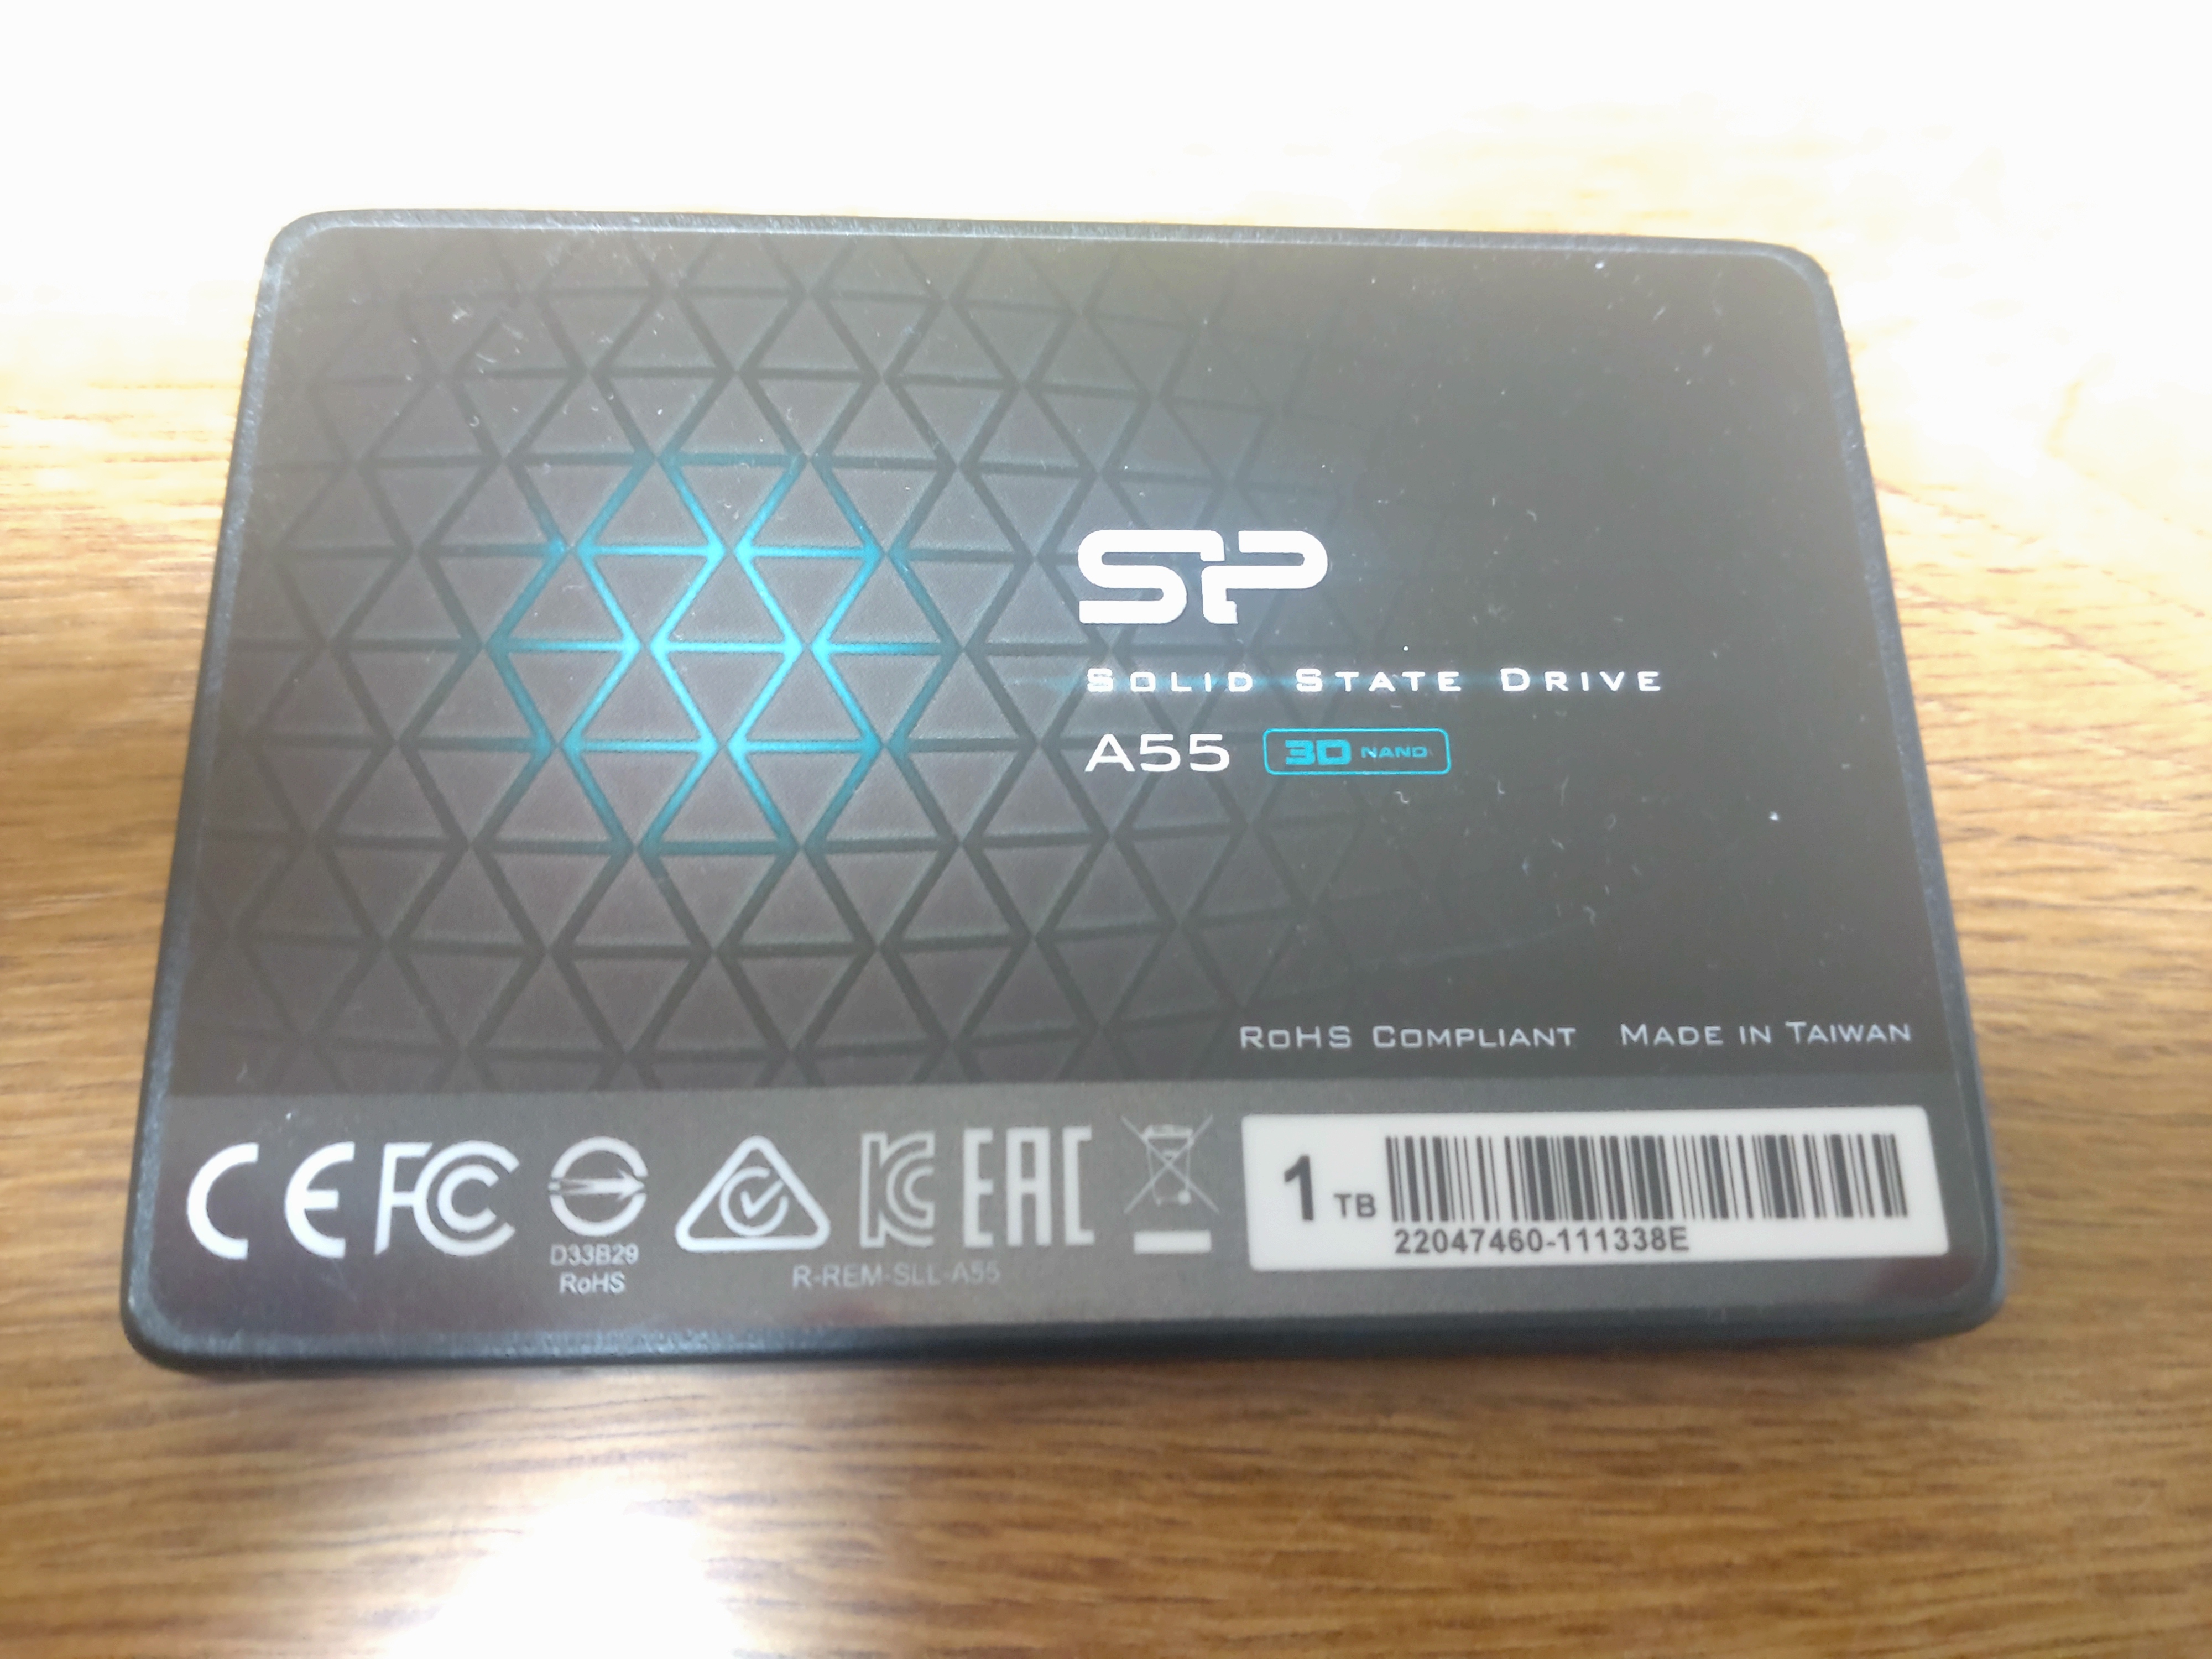 SP
SOLID STATE DRIVE
A55 3D NAND
ROHS COMPLIANT MADE IN TAIWAN
CE FC KC EAC
D33B29
RoHS
R-REM-SLL-A55
1 TB
22047460-111338E